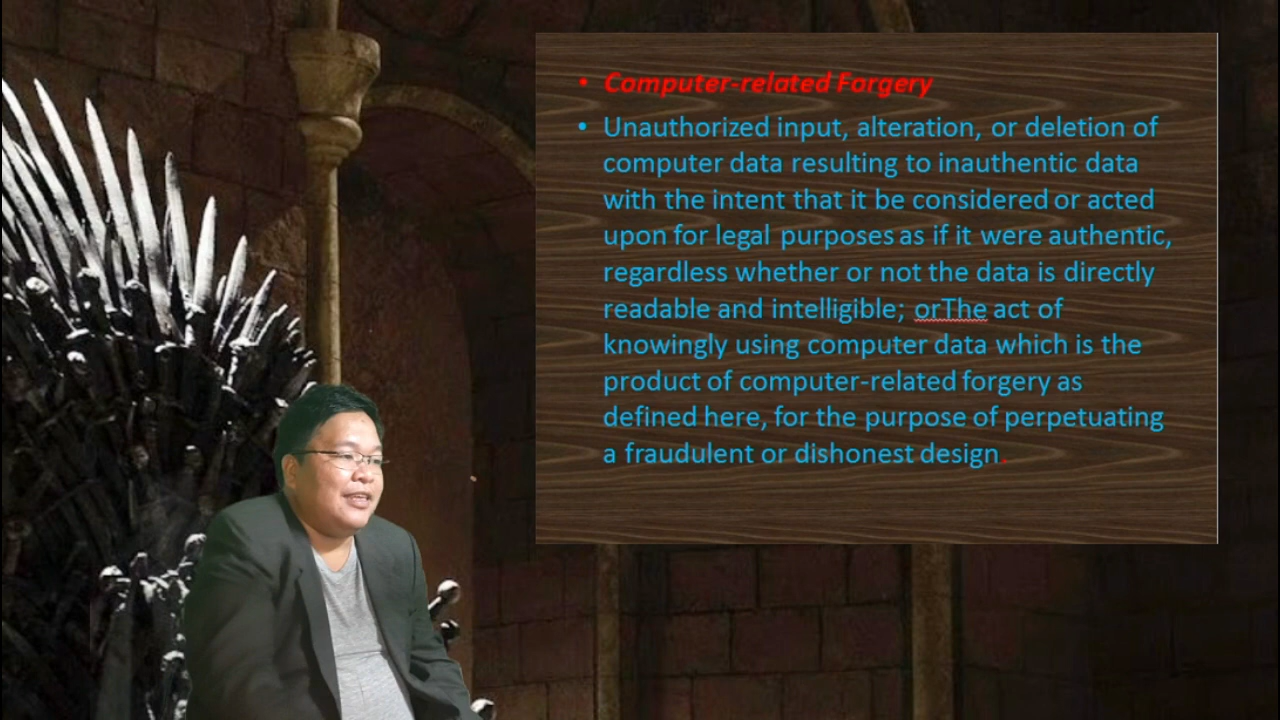 • Computer-related Forgery
• Unauthorized input, alteration, or deletion of
computer data resulting to inauthentic data
with the intent that it be considered or acted
upon for legal purposes as if it were authentic,
regardless whether or not the data is directly
readable and intelligible; orThe act of
knowingly using computer data which is the
product of computer-related forgery as
defined here, for the purpose of perpetuating
a fraudulent or dishonest design.